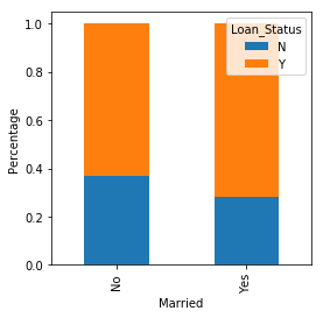 Loan_Status
N
Y
1.0
0.8
0.6
0.4
0.2
0.0
Percentage
No
Yes
Married